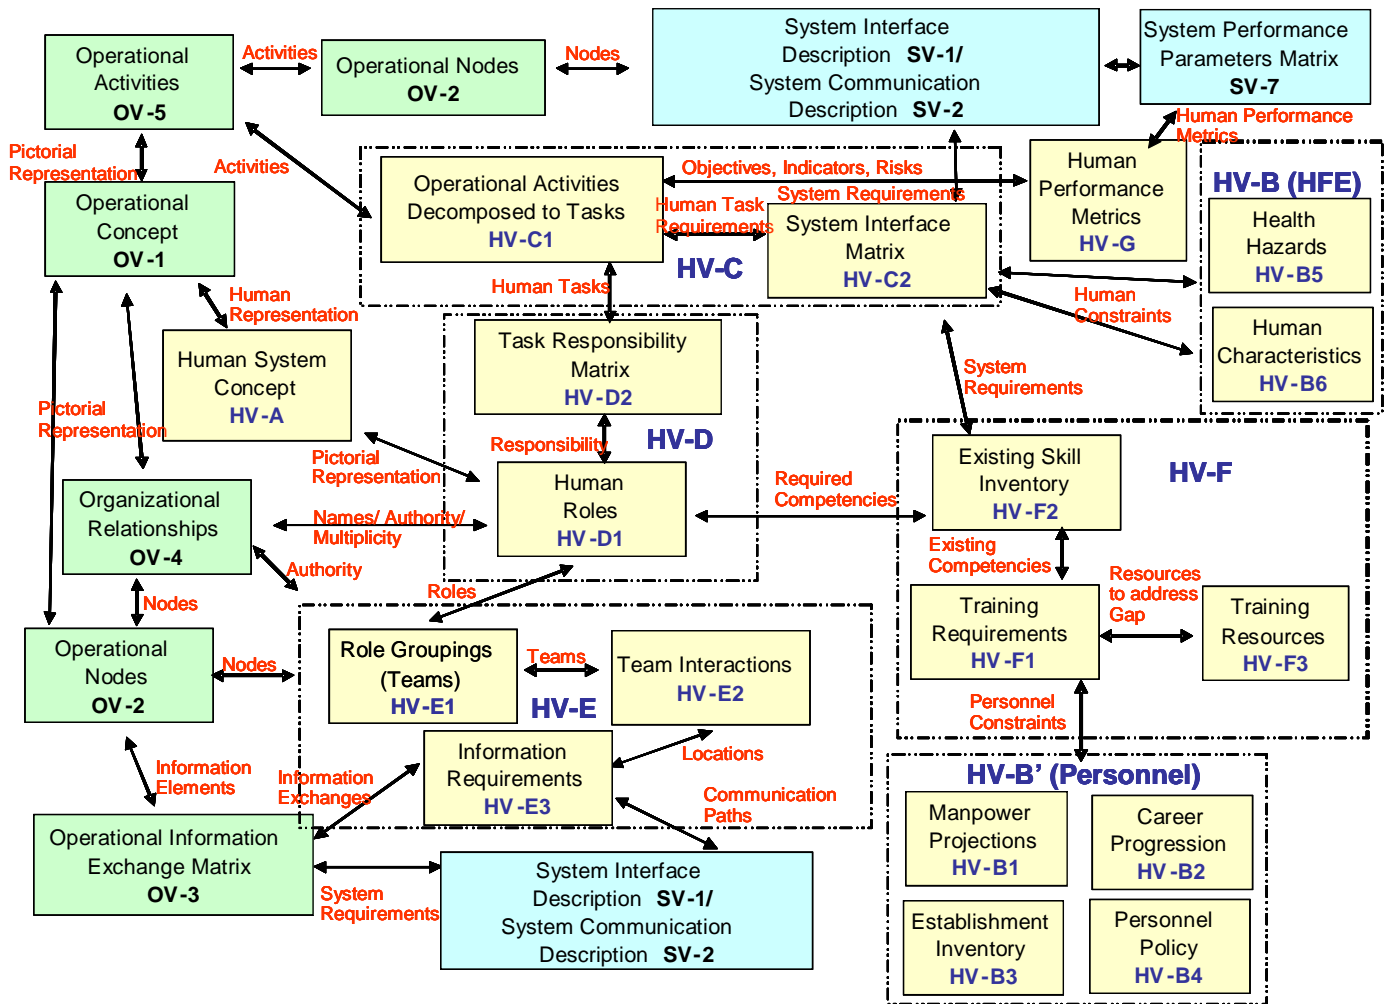 Operational
Activities
OV-5
Activities
Operational Nodes
OV-2
Nodes
System Interface
Description SV-1/
System Communication
Description SV-2
System Performance
Parameters Matrix
SV-7
Human Performance
Metrics
Pictorial
Representation
Activities
Operational
Concept
OV-1
Operational Activities
Decomposed to Tasks
HV-C1
Objectives, Indicators, Risks
System Requirements
Human Task
Requirements
System Interface
Matrix
HV-C2
HV-C
Human
Performance
Metrics
HV-G
HV-B (HFE)
Health
Hazards
HV-B5
Human
Characteristics
HV-B6
Human
Constraints
Human
Representation
Human Tasks
Human System
Concept
HV-A
Task Responsibility
Matrix
HV-D2
System
Requirements
Pictorial
Representation
Responsibility
HV-D
Pictorial
Representation
Human
Roles
HV-D1
Required
Competencies
Existing Skill
Inventory
HV-F2
HV-F
Organizational
Relationships
OV-4
Names/ Authority/
Multiplicity
Authority
Nodes
Roles
Existing
Competencies
Resources
to address
Gap
Training
Requirements
HV-F1
Training
Resources
HV-F3
Operational
Nodes
OV-2
Nodes
Role Groupings
(Teams)
HV-E1
Teams
Team Interactions
HV-E2
HV-E
Personnel
Constraints
Information
Requirements
HV-E3
Locations
Information
Elements
Information
Exchanges
Communication
Paths
HV-B’ (Personnel)
Manpower
Projections
HV-B1
Career
Progression
HV-B2
Operational Information
Exchange Matrix
OV-3
System
Requirements
System Interface
Description SV-1/
System Communication
Description SV-2
Establishment
Inventory
HV-B3
Personnel
Policy
HV-B4